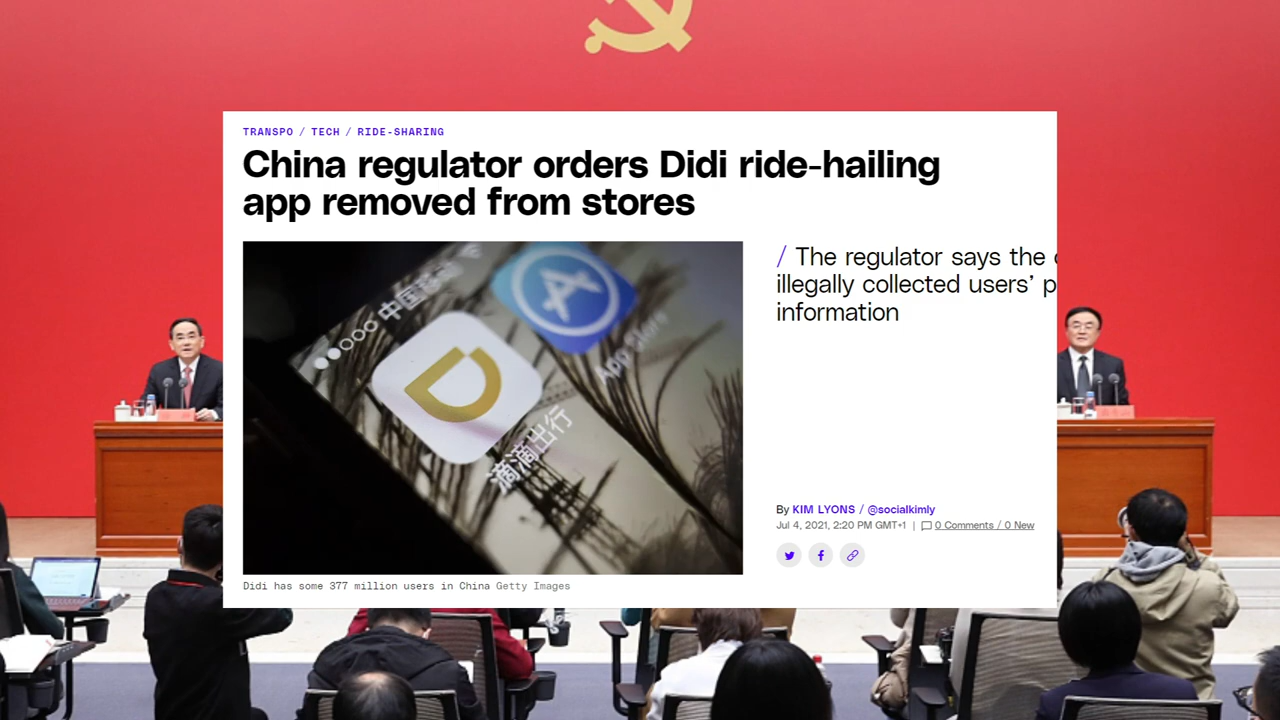 TRANSPO / TECH / RIDE-SHARING
China regulator orders Didi ride-hailing
app removed from stores
中国移动
App Store
滴滴出行
/ The regulator says the
illegally collected users' p
information
By KIM LYONS / @socialkimly
Jul 4, 2021, 2:20 PM GMT+1 | 0 Comments / 0 New
Didi has some 377 million users in China Getty Images